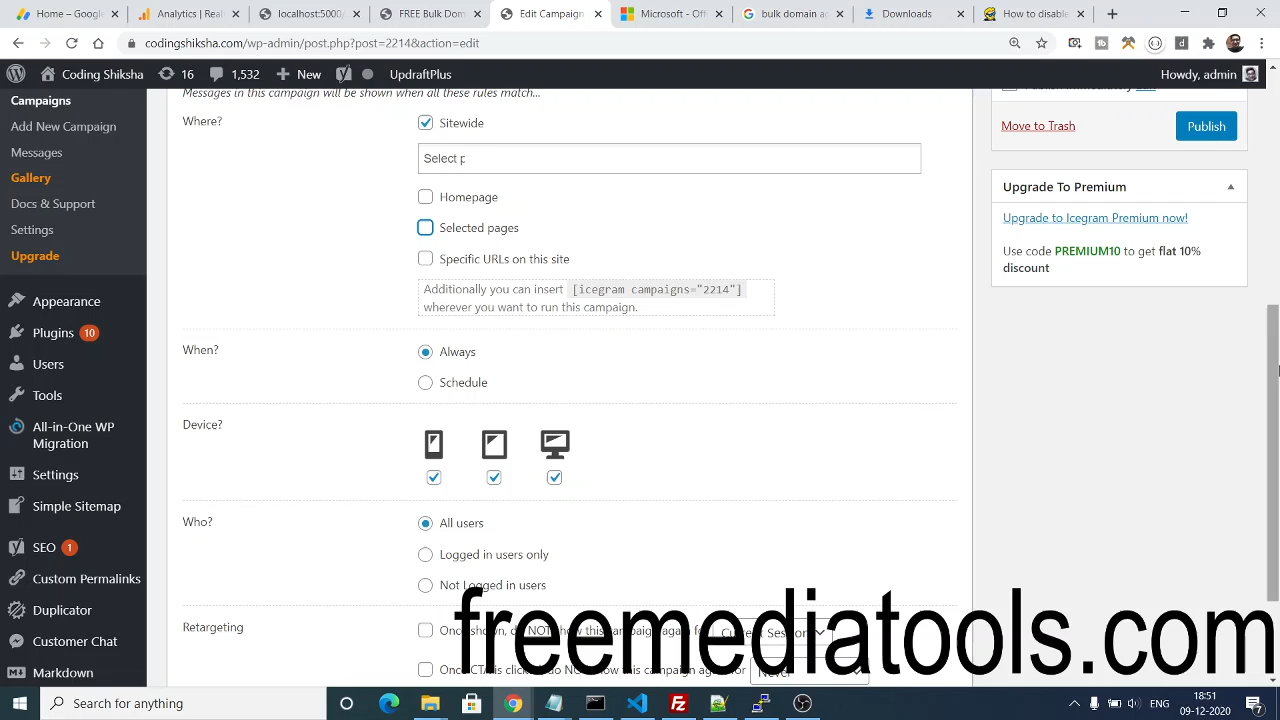 Analytics | Real
localhost:5000/
FREE Bulk Dom
Edit Campaign
Microsoft - Off
bulk domain ag
Downloads
How to disable
codingshiksha.com/wp-admin/post.php?post=2214&action=edit
Coding Shiksha
16
1,532
New
UpdraftPlus
Howdy, admin
Campaigns
Add New Campaign
Messages
Gallery
Docs & Support
Settings
Upgrade
Appearance
Plugins 10
Users
Tools
All-in-One WP
Migration
Settings
Simple Sitemap
SEO 1
Custom Permalinks
Duplicator
Customer Chat
Markdown
Messages in this campaign will be shown when all these rules match...
Where?
Sitewide
Select p
Homepage
Selected pages
Specific URLs on this site
Additionally you can insert [icegram campaigns="2214"]
wherever you want to run this campaign.
When?
Always
Schedule
Device?
Who?
All users
Logged in users only
Not Logged in users
Retargeting
Once shown, do NOT show this campaign again for Current Session
Once CTA is clicked, do NOT show this campaign again for Never
Move to Trash
Publish
Upgrade To Premium
Upgrade to Icegram Premium now!
Use code PREMIUM10 to get flat 10%
discount
freemediatools.com
Search for anything
ENG
18:51
09-12-2020
7